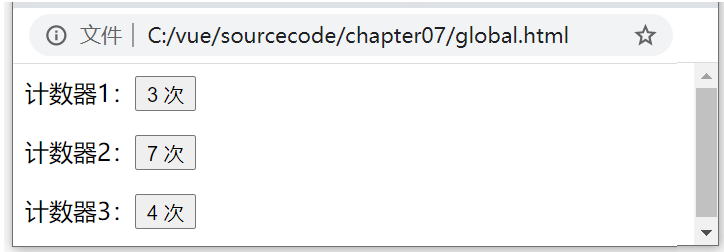 文件 C:/vue/sourcecode/chapter07/global.html
计数器1：3 次
计数器2：7 次
计数器3：4 次